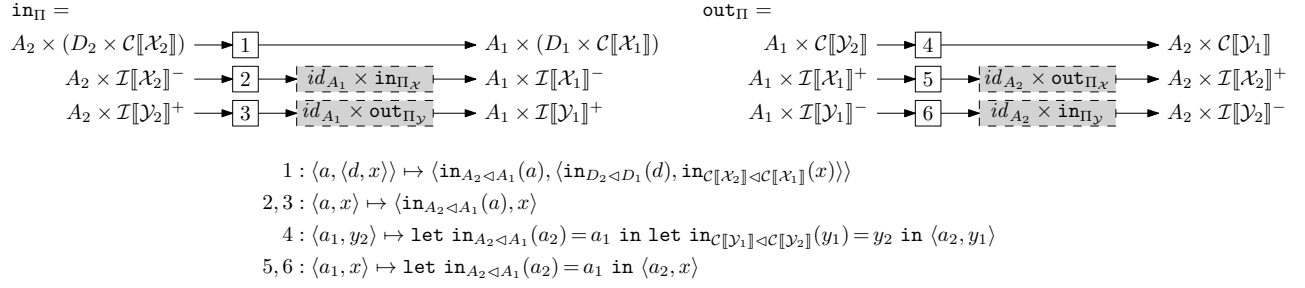 in_Π =
A₂ × (D₂ × 𝒞⟦𝒳₂⟧) 1 A₁ × (D₁ × 𝒞⟦𝒳₁⟧)
A₂ × ℐ⟦𝒳₂⟧⁻ 2 id_{A₁} × in_{Π_𝒳} A₁ × ℐ⟦𝒳₁⟧⁻
A₂ × ℐ⟦𝒴₂⟧⁺ 3 id_{A₁} × out_{Π_𝒴} A₁ × ℐ⟦𝒴₁⟧⁺
out_Π =
A₁ × 𝒞⟦𝒴₂⟧ 4 A₂ × 𝒞⟦𝒴₁⟧
A₁ × ℐ⟦𝒳₁⟧⁺ 5 id_{A₂} × out_{Π_𝒳} A₂ × ℐ⟦𝒳₂⟧⁺
A₁ × ℐ⟦𝒴₁⟧⁻ 6 id_{A₂} × in_{Π_𝒴} A₂ × ℐ⟦𝒴₂⟧⁻
1 : ⟨a, ⟨d, x⟩⟩ ↦ ⟨in_{A₂◁A₁}(a), ⟨in_{D₂◁D₁}(d), in_{𝒞⟦𝒳₂⟧◁𝒞⟦𝒳₁⟧}(x)⟩⟩
2, 3 : ⟨a, x⟩ ↦ ⟨in_{A₂◁A₁}(a), x⟩
4 : ⟨a₁, y₂⟩ ↦ let in_{A₂◁A₁}(a₂) = a₁ in let in_{𝒞⟦𝒴₁⟧◁𝒞⟦𝒴₂⟧}(y₁) = y₂ in ⟨a₂, y₁⟩
5, 6 : ⟨a₁, x⟩ ↦ let in_{A₂◁A₁}(a₂) = a₁ in ⟨a₂, x⟩